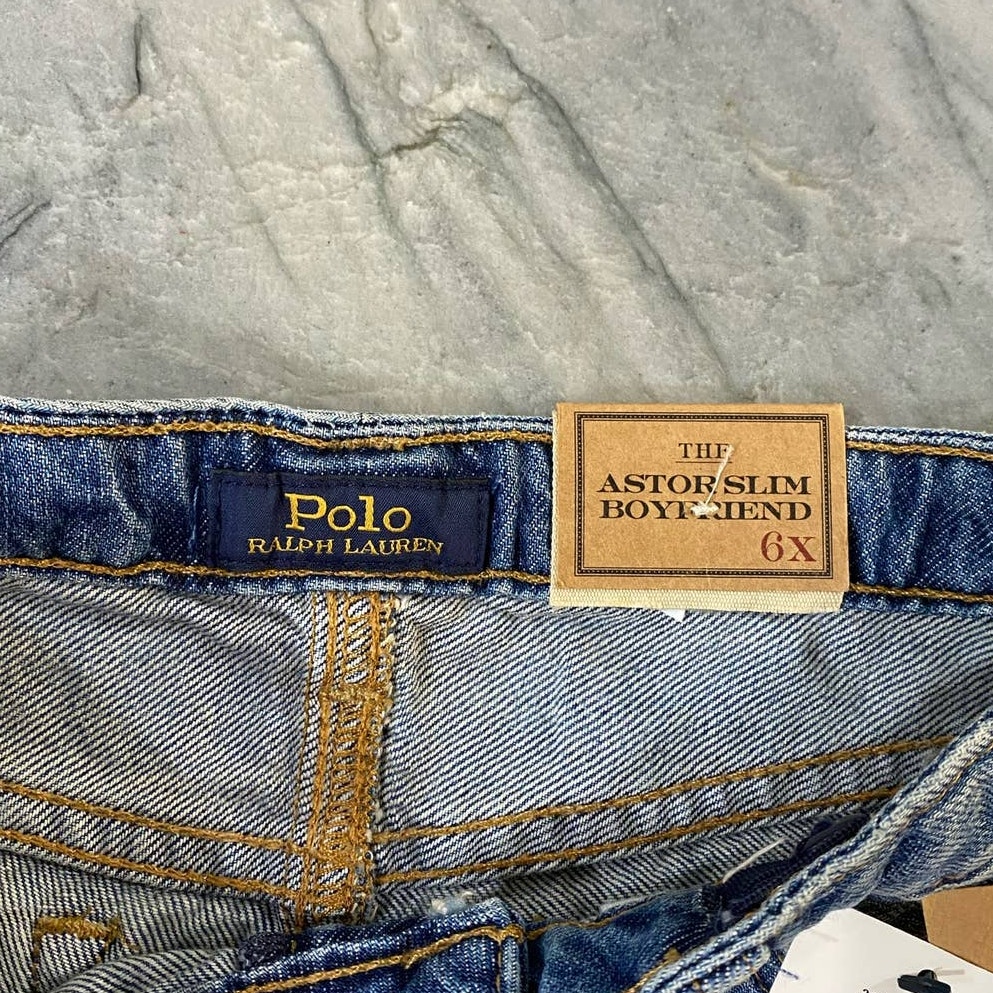 Polo
RALPH LAUREN
THE
ASTOR SLIM
BOYFRIEND
6X